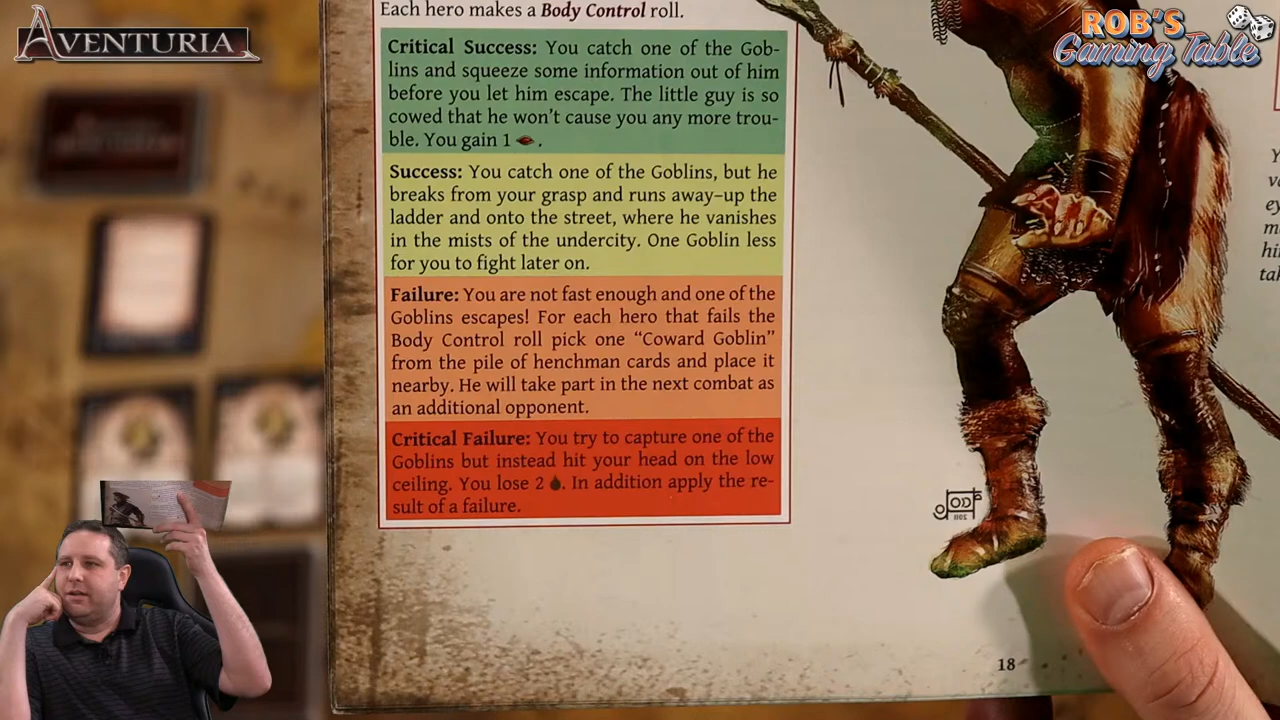 AVENTURIA
ROB'S
Gaming Table
Each hero makes a Body Control roll.
Critical Success: You catch one of the Gob-
lins and squeeze some information out of him
before you let him escape. The little guy is so
cowed that he won't cause you any more trou-
ble. You gain 1 .
Success: You catch one of the Goblins, but he
breaks from your grasp and runs away–up the
ladder and onto the street, where he vanishes
in the mists of the undercity. One Goblin less
for you to fight later on.
Failure: You are not fast enough and one of the
Goblins escapes! For each hero that fails the
Body Control roll pick one “Coward Goblin”
from the pile of henchman cards and place it
nearby. He will take part in the next combat as
an additional opponent.
Critical Failure: You try to capture one of the
Goblins but instead hit your head on the low
ceiling. You lose 2 . In addition apply the re-
sult of a failure.
18